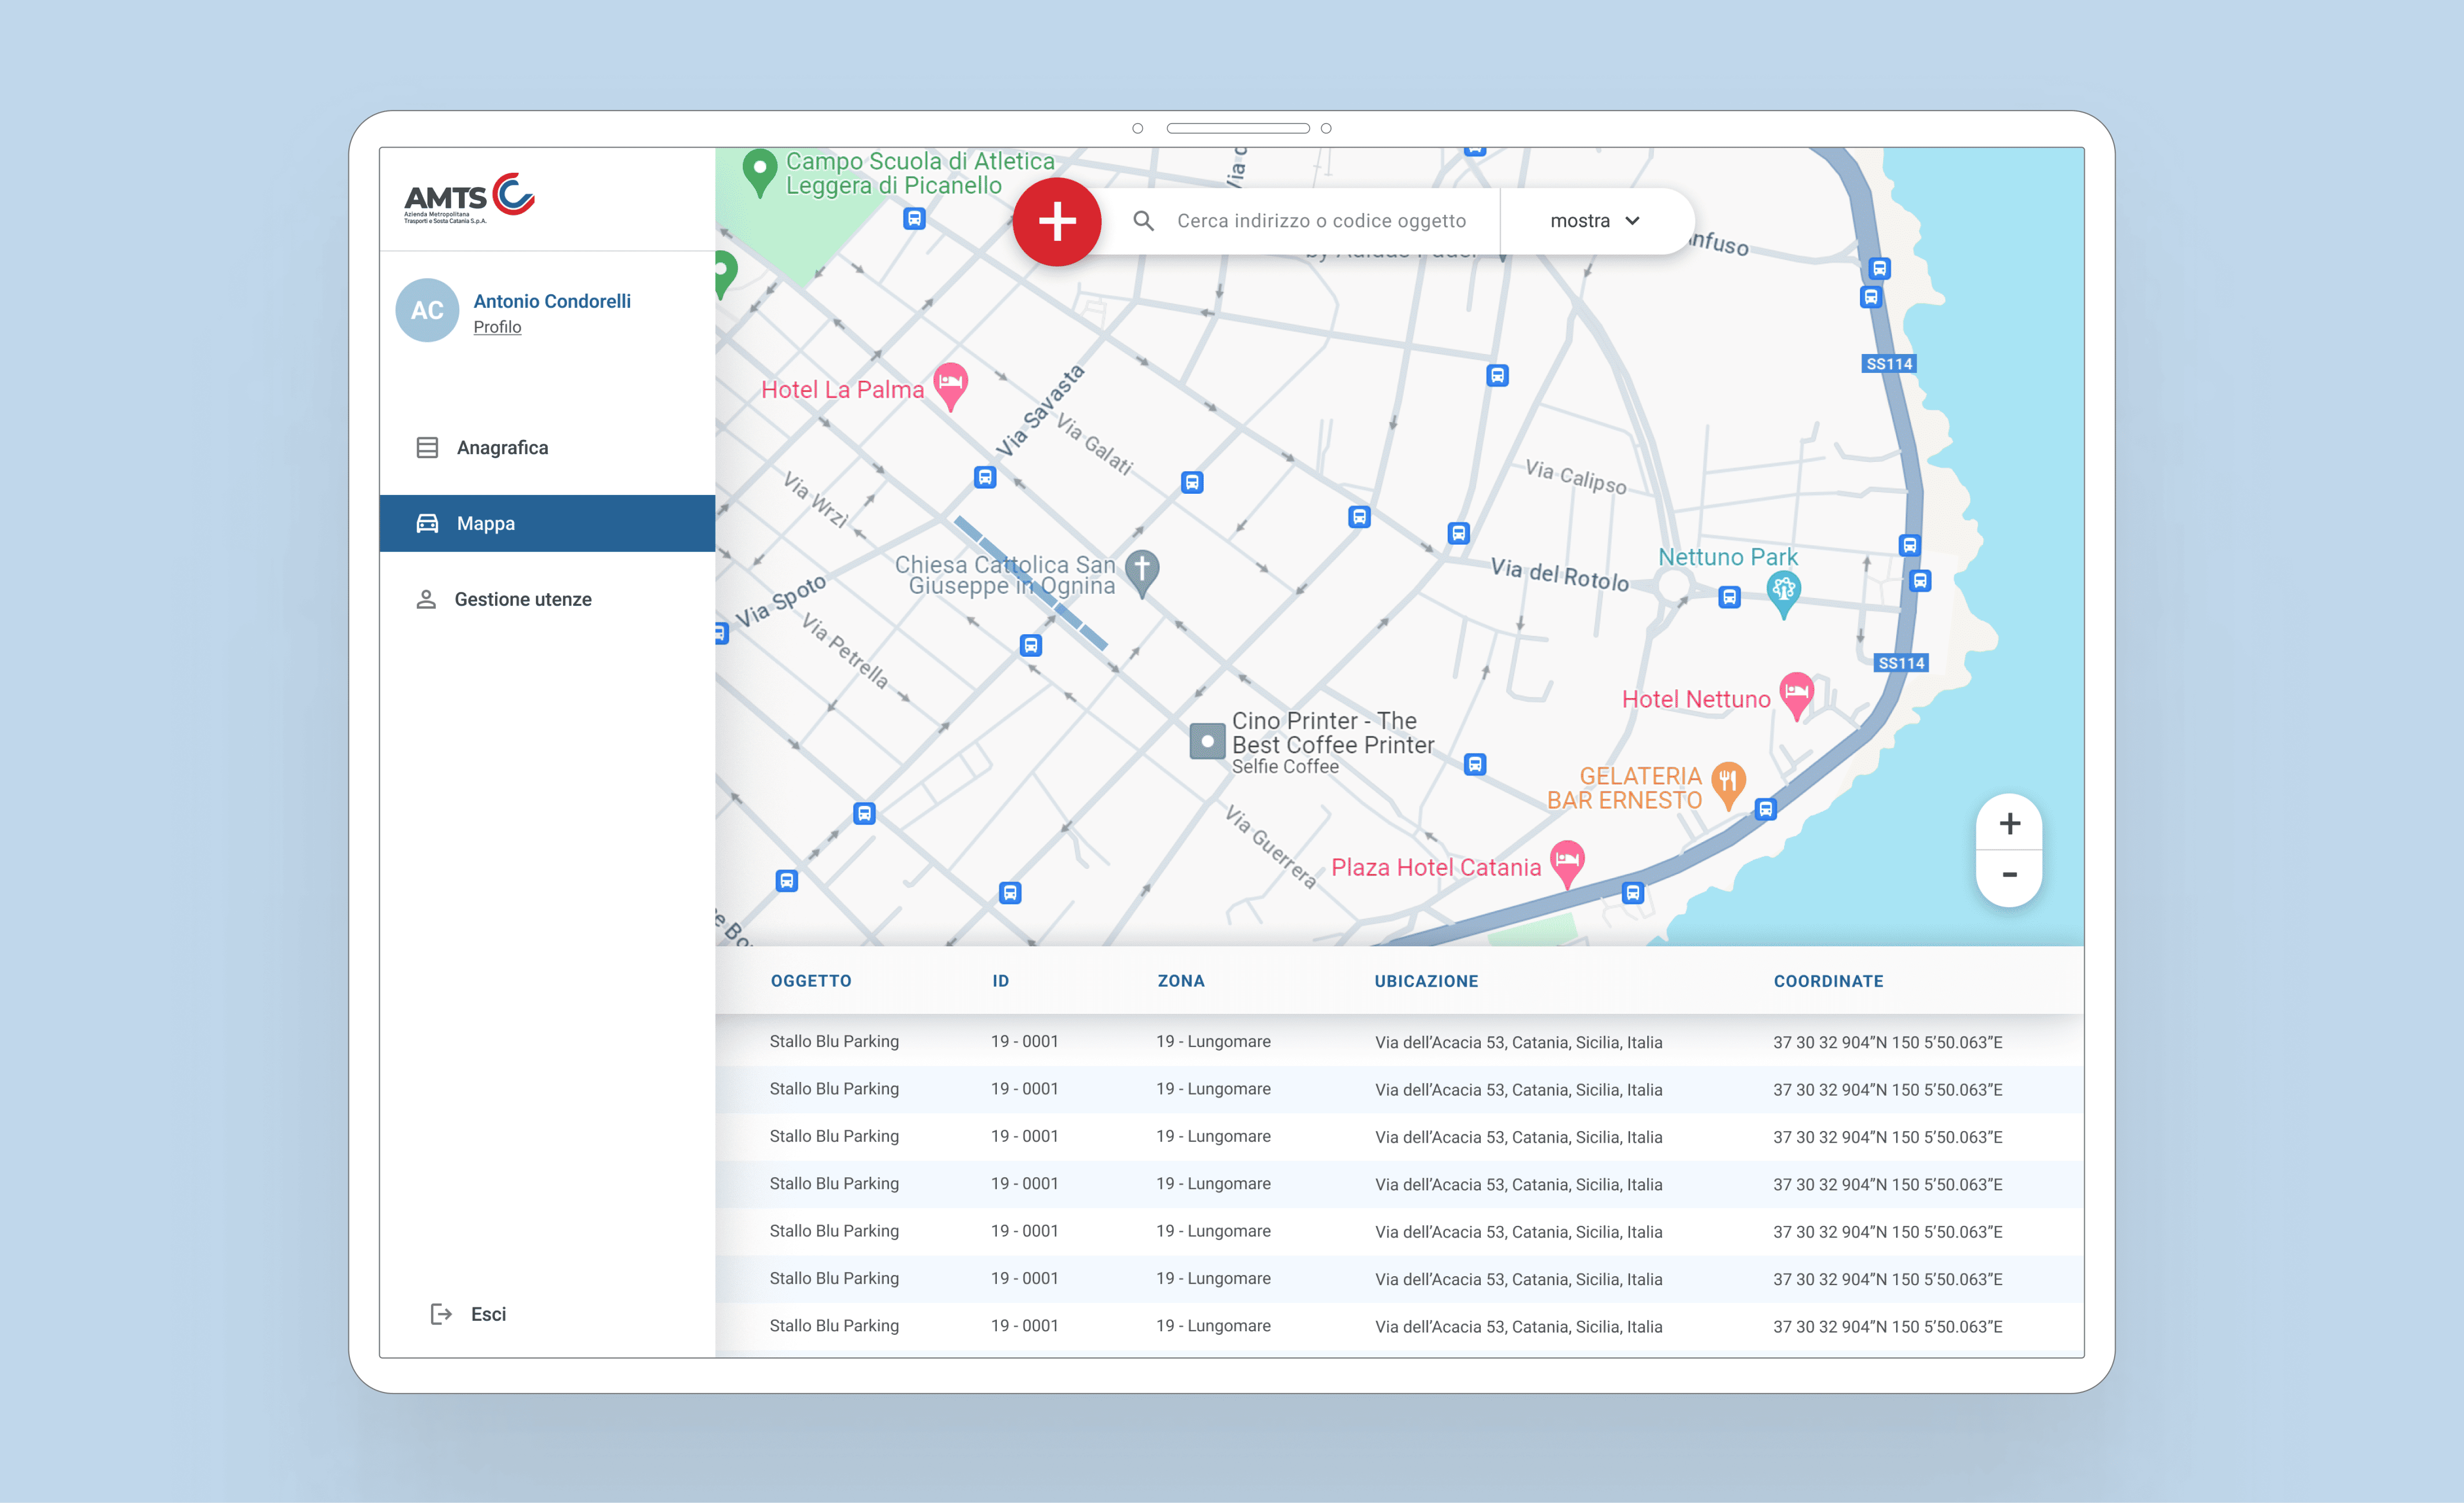 AMTS
Azienda Metropolitana
Trasporti e Sosta Catania S.p.A.
AC
Antonio Condorelli
Profilo
Anagrafica
Mappa
Gestione utenze
Esci
Campo Scuola di Atletica
Leggera di Picanello
Cerca indirizzo o codice oggetto
mostra
Hotel La Palma
Via Savasta
Via Galati
Via Wrzì
Via Calipso
SS114
Chiesa Cattolica San
Giuseppe in Ognina
Via Spoto
Via Petrella
Via del Rotolo
Nettuno Park
SS114
Hotel Nettuno
Cino Printer - The
Best Coffee Printer
Selfie Coffee
GELATERIA
BAR ERNESTO
Via Guerrera
Plaza Hotel Catania
+
-
OGGETTO ID ZONA UBICAZIONE COORDINATE
Stallo Blu Parking 19 - 0001 19 - Lungomare Via dell’Acacia 53, Catania, Sicilia, Italia 37 30 32 904”N 150 5’50.063”E
Stallo Blu Parking 19 - 0001 19 - Lungomare Via dell’Acacia 53, Catania, Sicilia, Italia 37 30 32 904”N 150 5’50.063”E
Stallo Blu Parking 19 - 0001 19 - Lungomare Via dell’Acacia 53, Catania, Sicilia, Italia 37 30 32 904”N 150 5’50.063”E
Stallo Blu Parking 19 - 0001 19 - Lungomare Via dell’Acacia 53, Catania, Sicilia, Italia 37 30 32 904”N 150 5’50.063”E
Stallo Blu Parking 19 - 0001 19 - Lungomare Via dell’Acacia 53, Catania, Sicilia, Italia 37 30 32 904”N 150 5’50.063”E
Stallo Blu Parking 19 - 0001 19 - Lungomare Via dell’Acacia 53, Catania, Sicilia, Italia 37 30 32 904”N 150 5’50.063”E
Stallo Blu Parking 19 - 0001 19 - Lungomare Via dell’Acacia 53, Catania, Sicilia, Italia 37 30 32 904”N 150 5’50.063”E